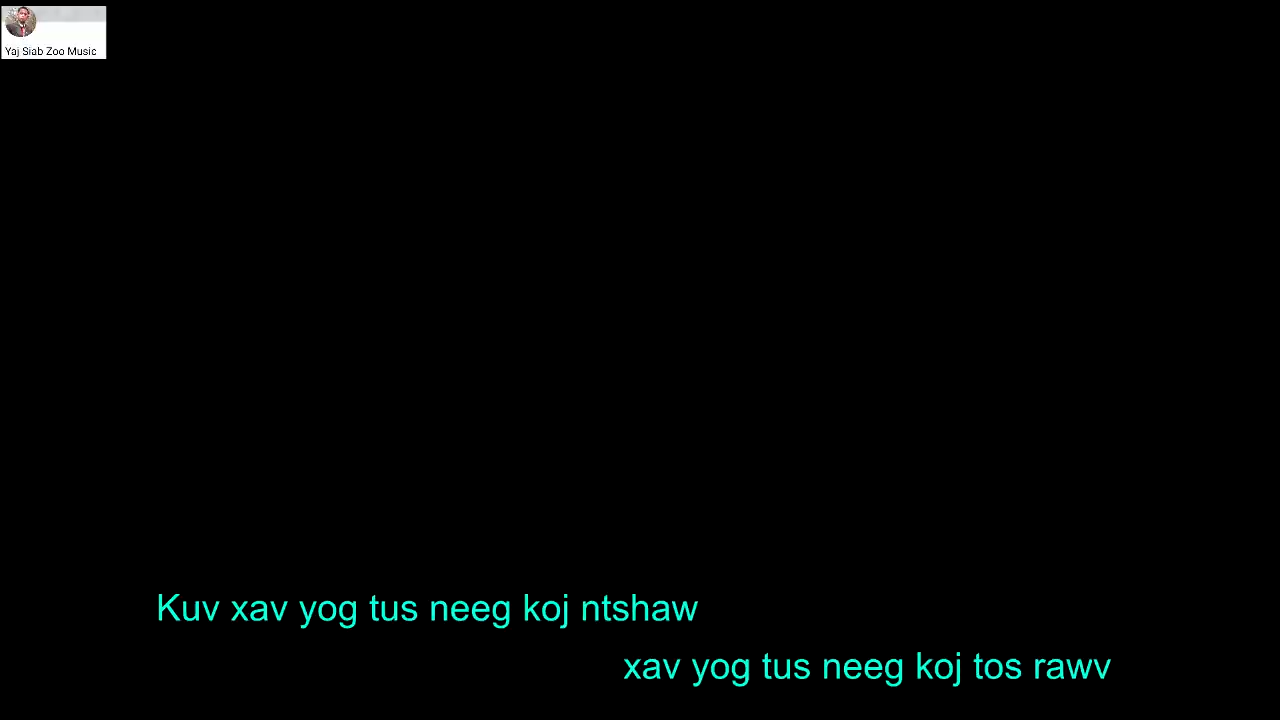 Yaj Siab Zoo Music
Kuv xav yog tus neeg koj ntshaw
xav yog tus neeg koj tos rawv